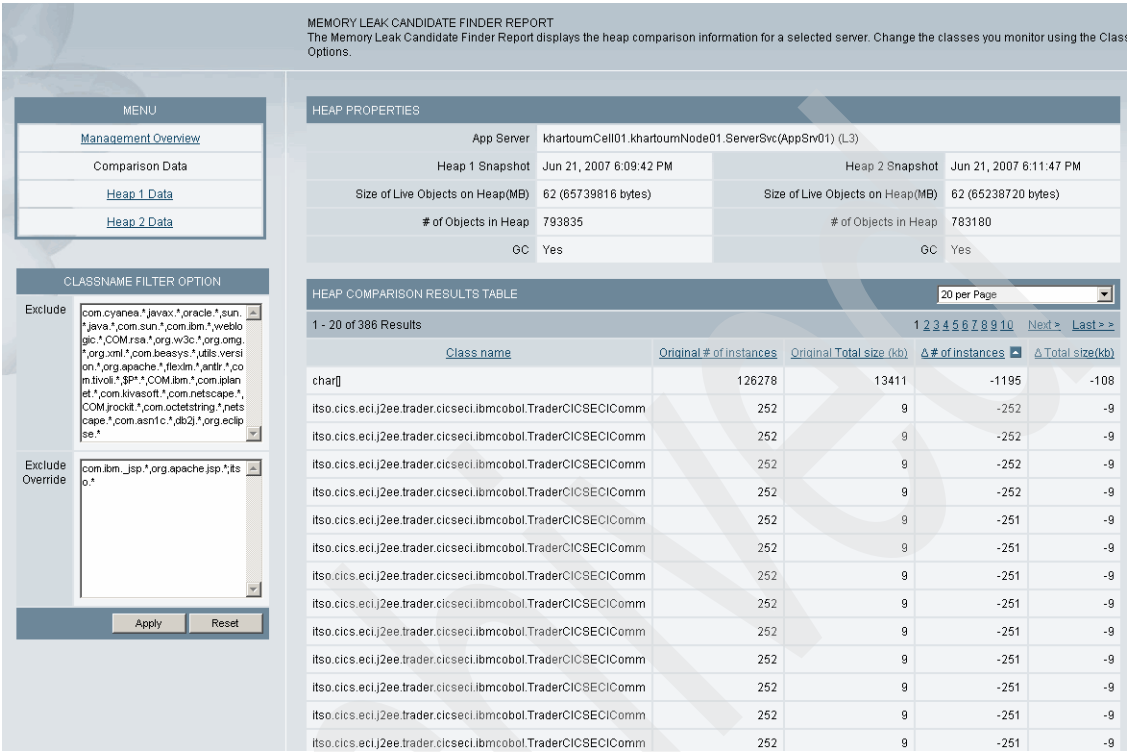 MEMORY LEAK CANDIDATE FINDER REPORT
The Memory Leak Candidate Finder Report displays the heap comparison information for a selected server. Change the classes you monitor using the Clas
Options.
MENU
Management Overview
Comparison Data
Heap 1 Data
Heap 2 Data
CLASSNAME FILTER OPTION
Exclude
com.cyanea.*,javax.*,oracle.*,sun.
*,java.*,com.sun.*,com.ibm.*,weblo
gic.*,COM.rsa.*,org.w3c.*,org.omg.
*,org.xml.*,com.beasys.*,utils.versi
on.*,org.apache.*,flexlm.*,antlr.*,co
m.tivoli.*,$P*.*,COM.ibm.*,com.iplan
et.*,com.kivasoft.*,com.netscape.*,
COM.jrockit.*,com.octetstring.*,nets
cape.*,com.asn1c.*,db2j.*,org.eclip
se.*
Exclude Override
com.ibm._jsp.*,org.apache.jsp.*;its
o.*
Apply Reset
HEAP PROPERTIES
App Server khartoumCell01.khartoumNode01.ServerSvc(AppSrv01) (L3)
Heap 1 Snapshot Jun 21, 2007 6:09:42 PM Heap 2 Snapshot Jun 21, 2007 6:11:47 PM
Size of Live Objects on Heap(MB) 62 (65739816 bytes) Size of Live Objects on Heap(MB) 62 (65238720 bytes)
# of Objects in Heap 793835 # of Objects in Heap 783180
GC Yes GC Yes
HEAP COMPARISON RESULTS TABLE 20 per Page
1 - 20 of 386 Results 1 2 3 4 5 6 7 8 9 10 Next > Last > >
Class name Original # of instances Original Total size (kb) Δ # of instances Δ Total size(kb)
char[] 126278 13411 -1195 -108
itso.cics.eci.j2ee.trader.cicseci.ibmcobol.TraderCICSECIComm 252 9 -252 -9
itso.cics.eci.j2ee.trader.cicseci.ibmcobol.TraderCICSECIComm 252 9 -252 -9
itso.cics.eci.j2ee.trader.cicseci.ibmcobol.TraderCICSECIComm 252 9 -252 -9
itso.cics.eci.j2ee.trader.cicseci.ibmcobol.TraderCICSECIComm 252 9 -252 -9
itso.cics.eci.j2ee.trader.cicseci.ibmcobol.TraderCICSECIComm 252 9 -251 -9
itso.cics.eci.j2ee.trader.cicseci.ibmcobol.TraderCICSECIComm 252 9 -251 -9
itso.cics.eci.j2ee.trader.cicseci.ibmcobol.TraderCICSECIComm 252 9 -251 -9
itso.cics.eci.j2ee.trader.cicseci.ibmcobol.TraderCICSECIComm 252 9 -251 -9
itso.cics.eci.j2ee.trader.cicseci.ibmcobol.TraderCICSECIComm 252 9 -251 -9
itso.cics.eci.j2ee.trader.cicseci.ibmcobol.TraderCICSECIComm 252 9 -251 -9
itso.cics.eci.j2ee.trader.cicseci.ibmcobol.TraderCICSECIComm 252 9 -251 -9
itso.cics.eci.j2ee.trader.cicseci.ibmcobol.TraderCICSECIComm 252 9 -251 -9
itso.cics.eci.j2ee.trader.cicseci.ibmcobol.TraderCICSECIComm 252 9 -251 -9